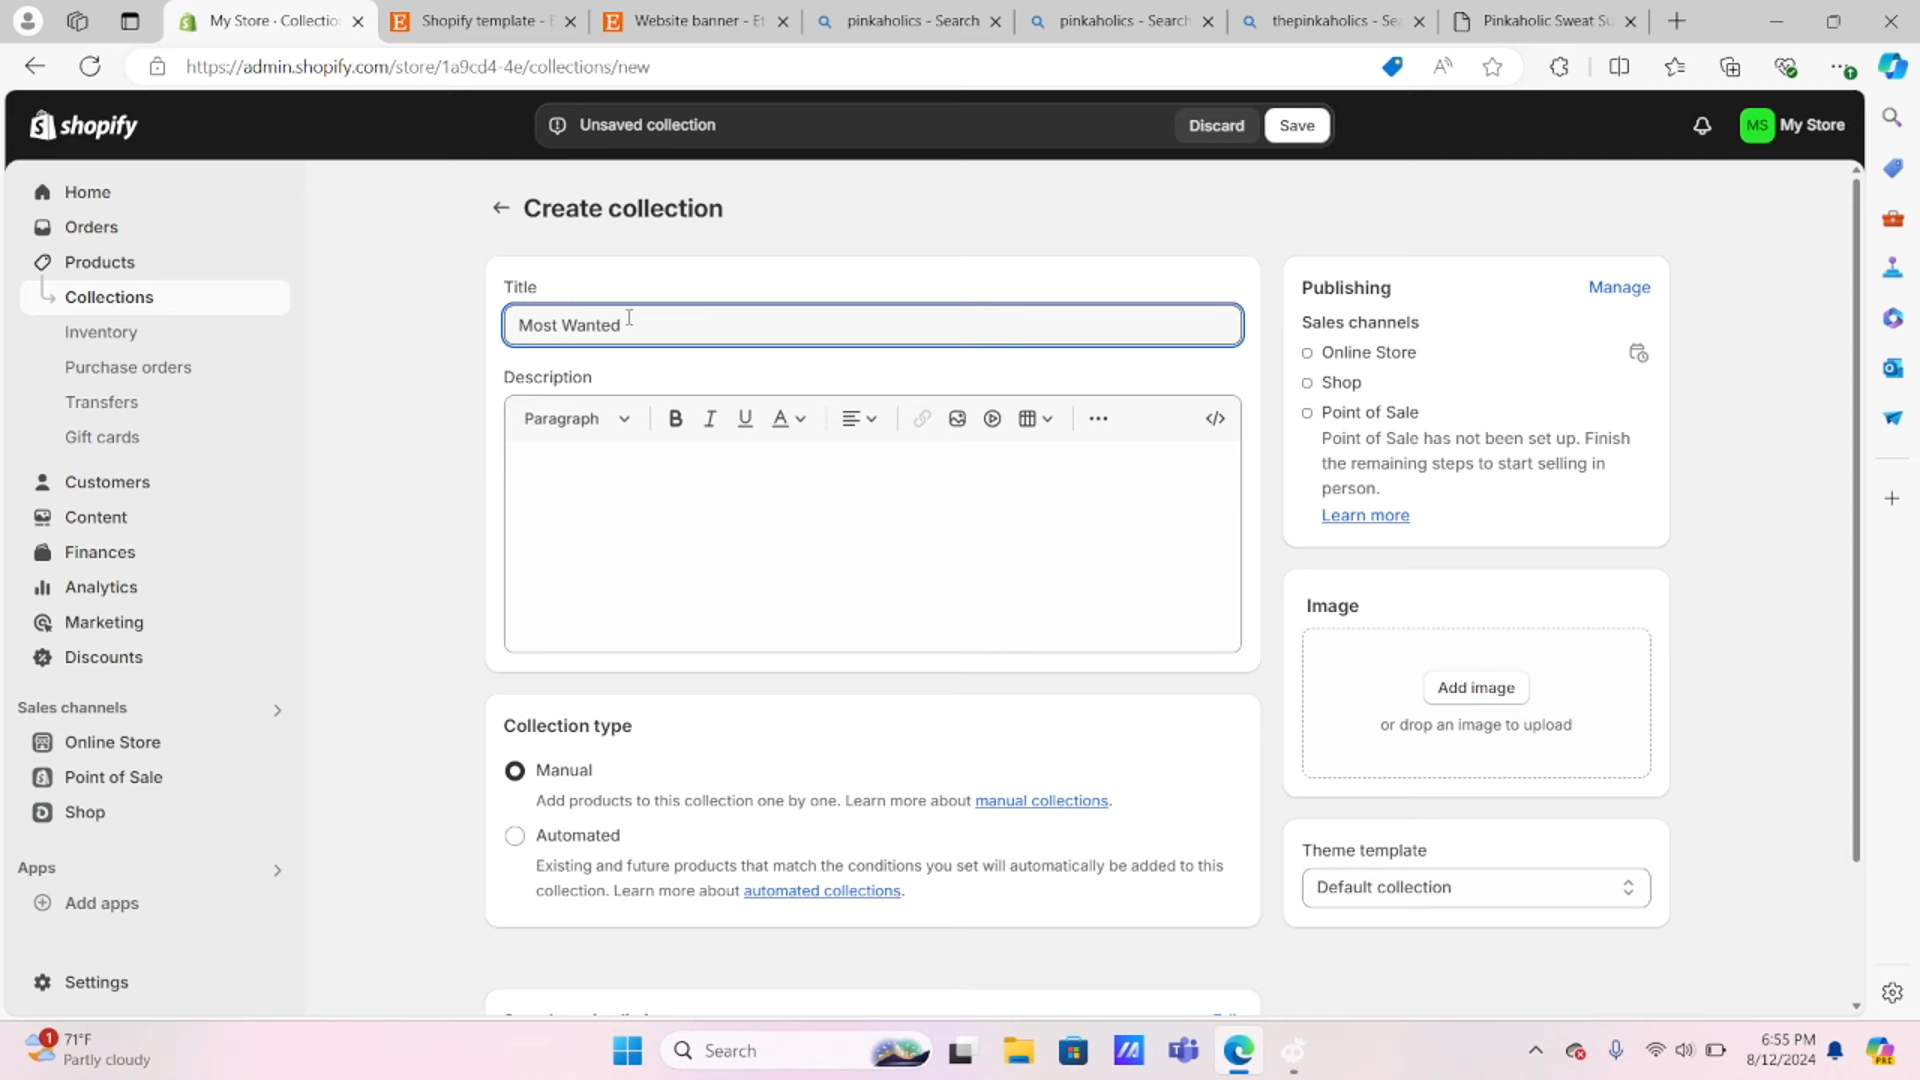 My Store · Collectio
Shopify template - E
Website banner - Et
pinkaholics - Search
pinkaholics - Search
thepinkaholics - Sea
Pinkaholic Sweat Su
https://admin.shopify.com/store/1a9cd4-4e/collections/new
shopify
Unsaved collection
Discard
Save
MS
My Store
Home
Orders
Products
Collections
Inventory
Purchase orders
Transfers
Gift cards
Customers
Content
Finances
Analytics
Marketing
Discounts
Sales channels
Online Store
Point of Sale
Shop
Apps
Add apps
Settings
Create collection
Title
Most Wanted
Description
Paragraph
Collection type
Manual
Add products to this collection one by one. Learn more about manual collections.
Automated
Existing and future products that match the conditions you set will automatically be added to this
collection. Learn more about automated collections.
Publishing
Manage
Sales channels
Online Store
Shop
Point of Sale
Point of Sale has not been set up. Finish
the remaining steps to start selling in
person.
Learn more
Image
Add image
or drop an image to upload
Theme template
Default collection
1
71°F
Partly cloudy
Search
6:55 PM
8/12/2024
PRE